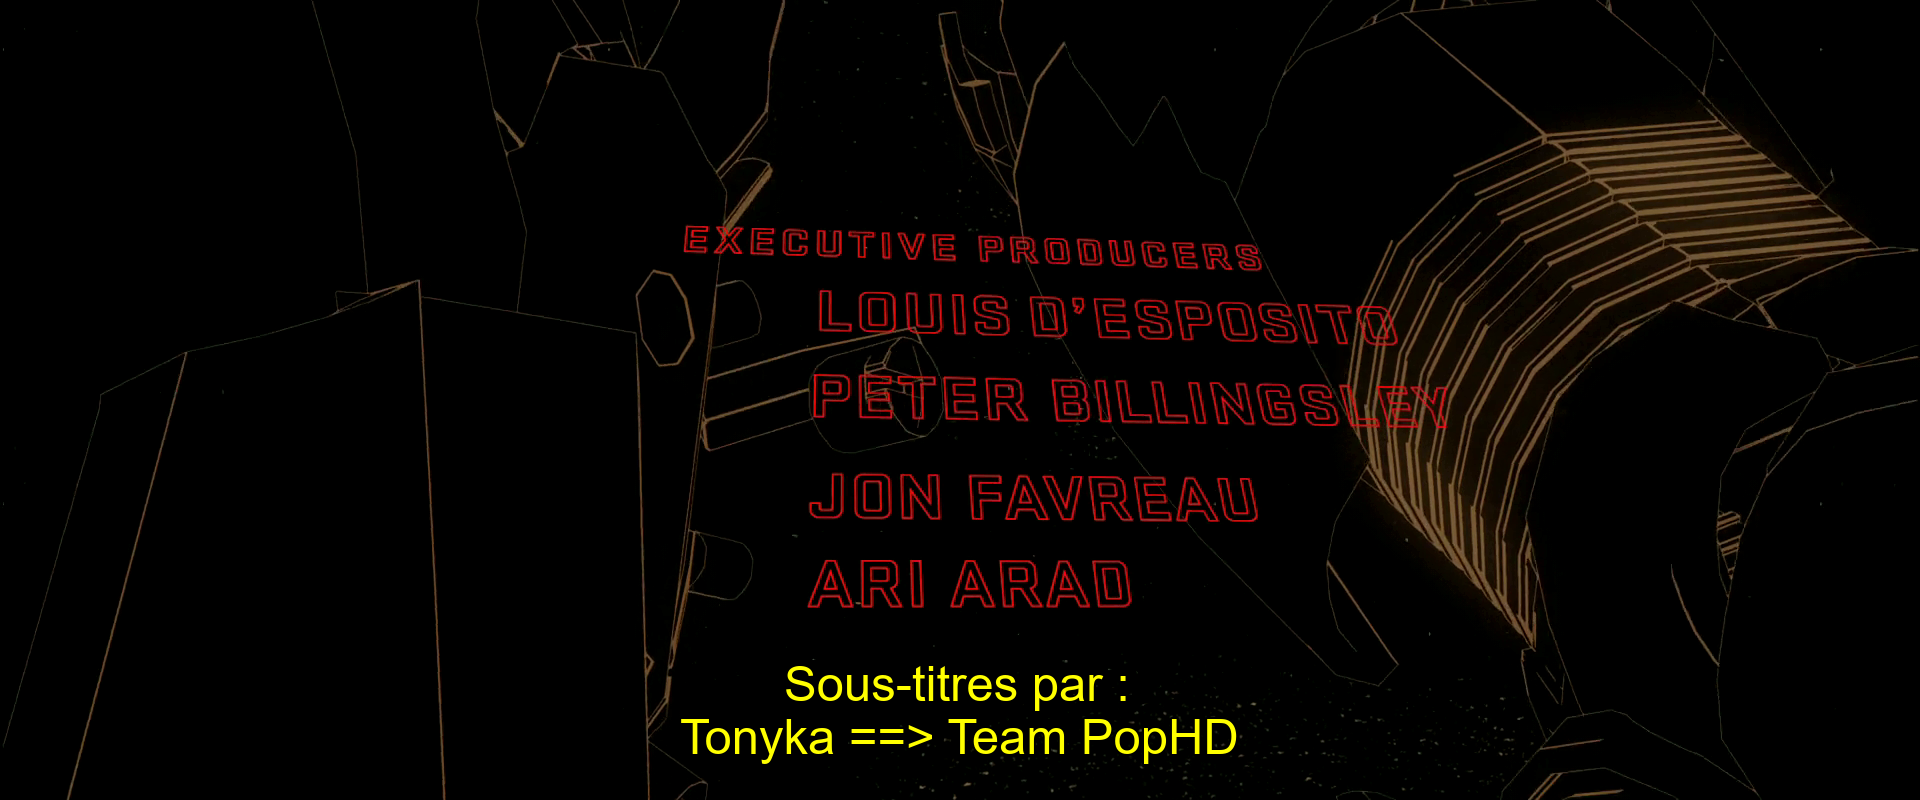 EXECUTIVE PRODUCERS
LOUIS D’ESPOSITO
PETER BILLINGSLEY
JON FAVREAU
ARI ARAD
Sous-titres par :
Tonyka ==> Team PopHD